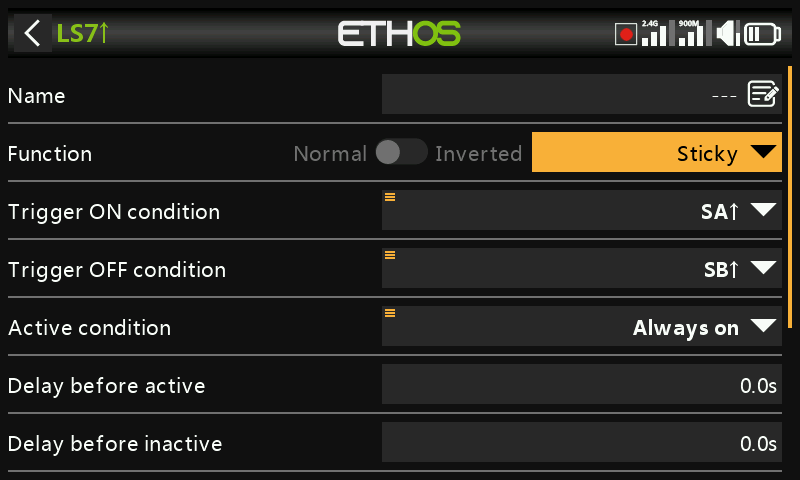 LS7↑ ETHOS 2.4G 900M
Name ---
Function Normal Inverted Sticky
Trigger ON condition SA↑
Trigger OFF condition SB↑
Active condition Always on
Delay before active 0.0s
Delay before inactive 0.0s